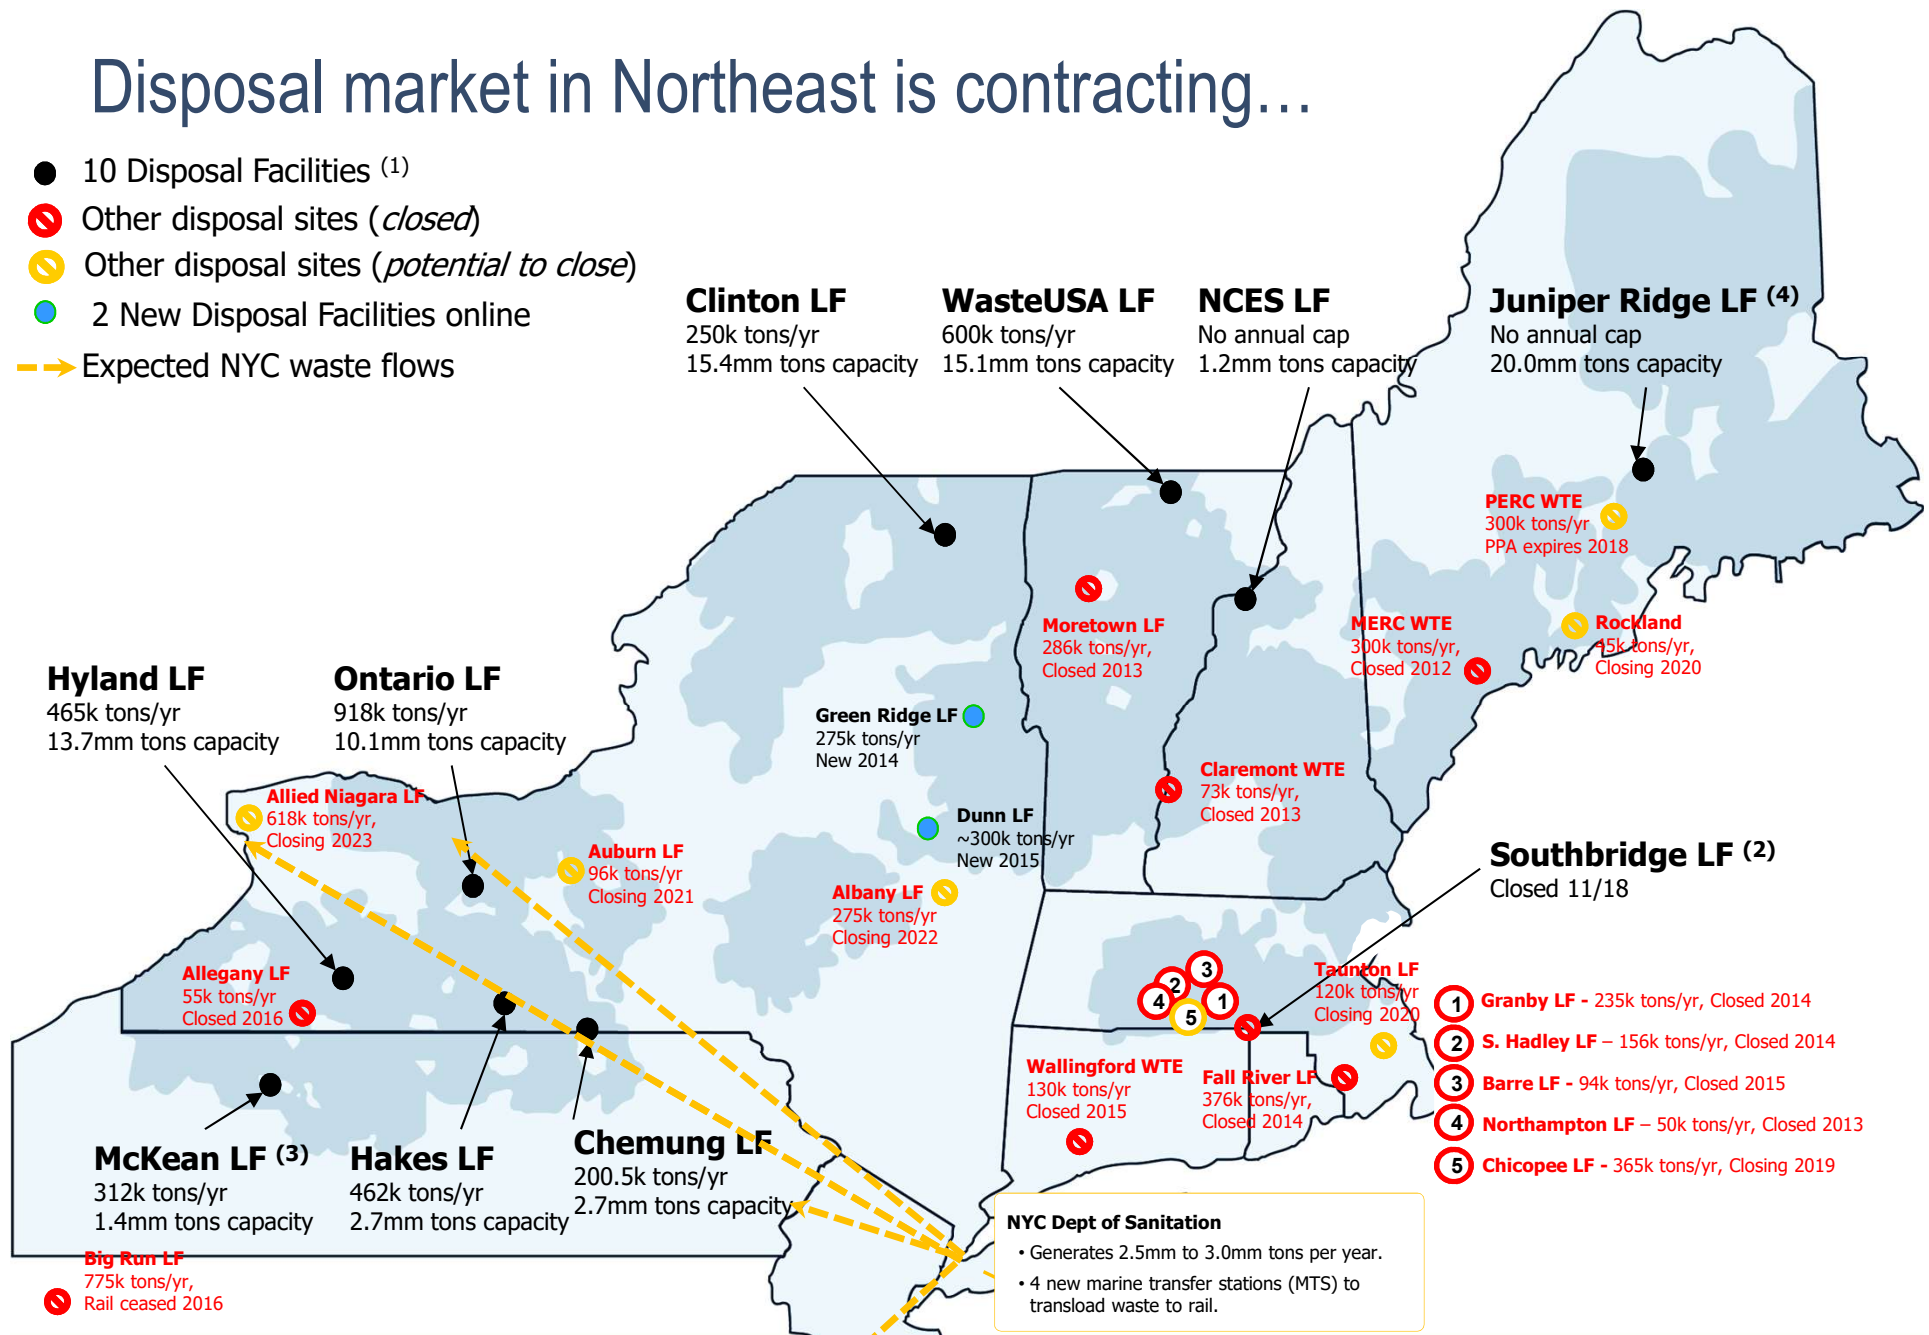 Disposal market in Northeast is contracting…
10 Disposal Facilities (1)
Other disposal sites (closed)
Other disposal sites (potential to close)
2 New Disposal Facilities online
Expected NYC waste flows
Clinton LF
250k tons/yr
15.4mm tons capacity
WasteUSA LF
600k tons/yr
15.1mm tons capacity
NCES LF
No annual cap
1.2mm tons capacity
Juniper Ridge LF (4)
No annual cap
20.0mm tons capacity
PERC WTE
300k tons/yr
PPA expires 2018
Moretown LF
286k tons/yr,
Closed 2013
MERC WTE
300k tons/yr,
Closed 2012
Rockland
45k tons/yr,
Closing 2020
Hyland LF
465k tons/yr
13.7mm tons capacity
Ontario LF
918k tons/yr
10.1mm tons capacity
Green Ridge LF
275k tons/yr
New 2014
Claremont WTE
73k tons/yr,
Closed 2013
Allied Niagara LF
618k tons/yr,
Closing 2023
Dunn LF
~300k tons/yr
New 2015
Auburn LF
96k tons/yr
Closing 2021
Southbridge LF (2)
Closed 11/18
Albany LF
275k tons/yr
Closing 2022
Allegany LF
55k tons/yr
Closed 2016
3
2
4
1
5
Taunton LF
120k tons/yr
Closing 2020
1 Granby LF - 235k tons/yr, Closed 2014
2 S. Hadley LF – 156k tons/yr, Closed 2014
3 Barre LF - 94k tons/yr, Closed 2015
4 Northampton LF – 50k tons/yr, Closed 2013
5 Chicopee LF - 365k tons/yr, Closing 2019
Wallingford WTE
130k tons/yr
Closed 2015
Fall River LF
376k tons/yr,
Closed 2014
McKean LF (3)
312k tons/yr
1.4mm tons capacity
Hakes LF
462k tons/yr
2.7mm tons capacity
Chemung LF
200.5k tons/yr
2.7mm tons capacity
Big Run LF
775k tons/yr,
Rail ceased 2016
NYC Dept of Sanitation
• Generates 2.5mm to 3.0mm tons per year.
• 4 new marine transfer stations (MTS) to
transload waste to rail.